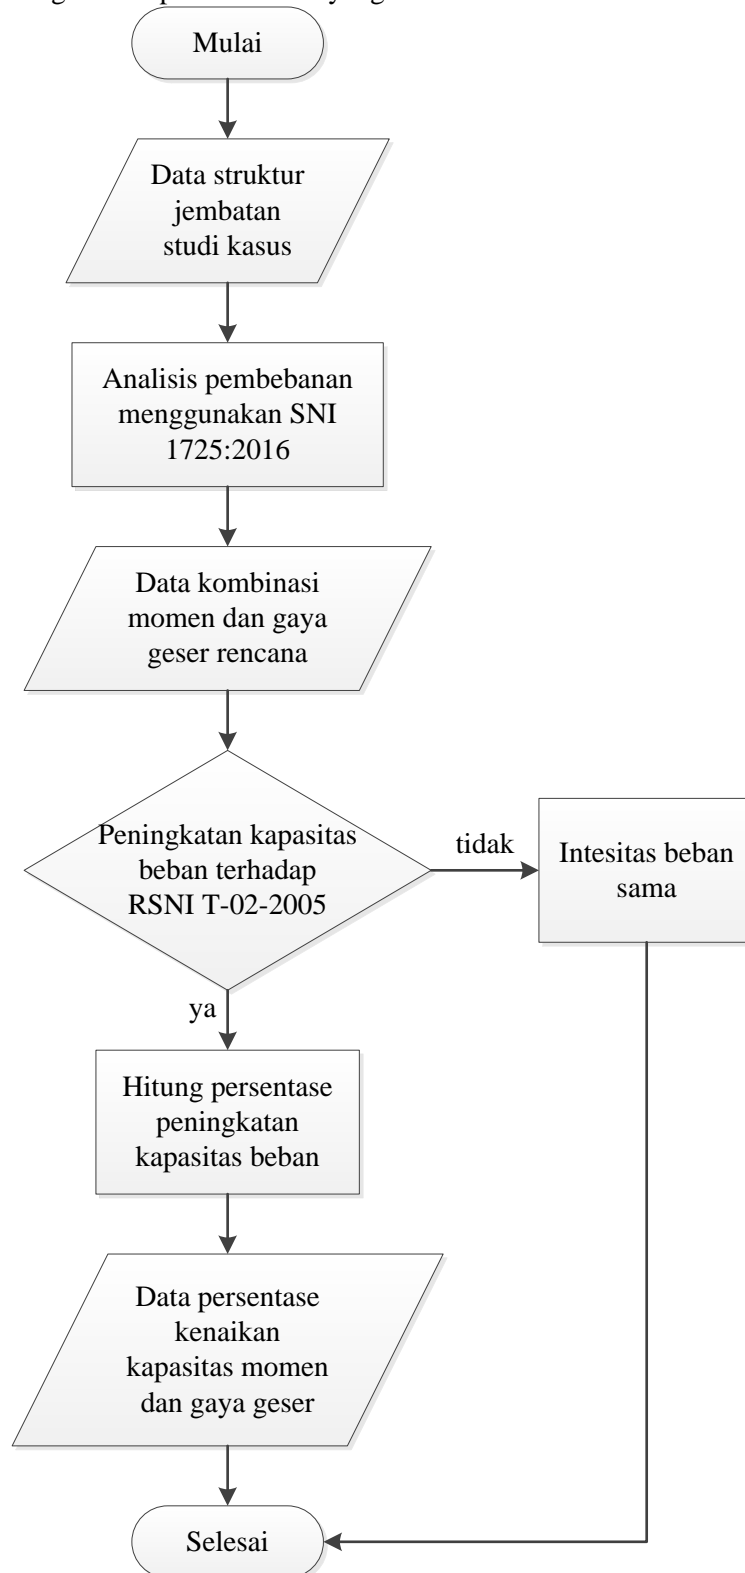 Mulai
Data struktur
jembatan
studi kasus
Analisis pembebanan
menggunakan SNI
1725:2016
Data kombinasi
momen dan gaya
geser rencana
Peningkatan kapasitas
beban terhadap
RSNI T-02-2005
tidak
Intesitas beban
sama
ya
Hitung persentase
peningkatan
kapasitas beban
Data persentase
kenaikan
kapasitas momen
dan gaya geser
Selesai